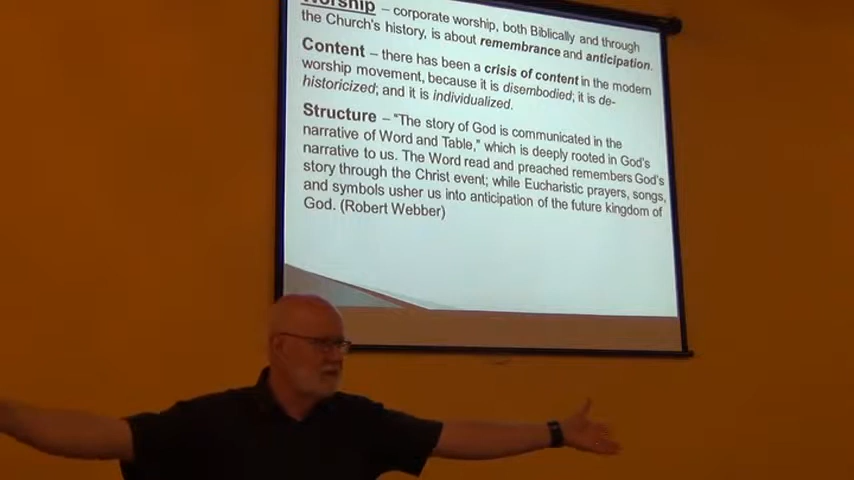 Worship – corporate worship, both Biblically and through
the Church's history, is about remembrance and anticipation.
Content – there has been a crisis of content in the modern
worship movement, because it is disembodied; it is de-
historicized; and it is individualized.
Structure – "The story of God is communicated in the
narrative of Word and Table," which is deeply rooted in God's
narrative to us. The Word read and preached remembers God's
story through the Christ event; while Eucharistic prayers, songs,
and symbols usher us into anticipation of the future kingdom of
God. (Robert Webber)